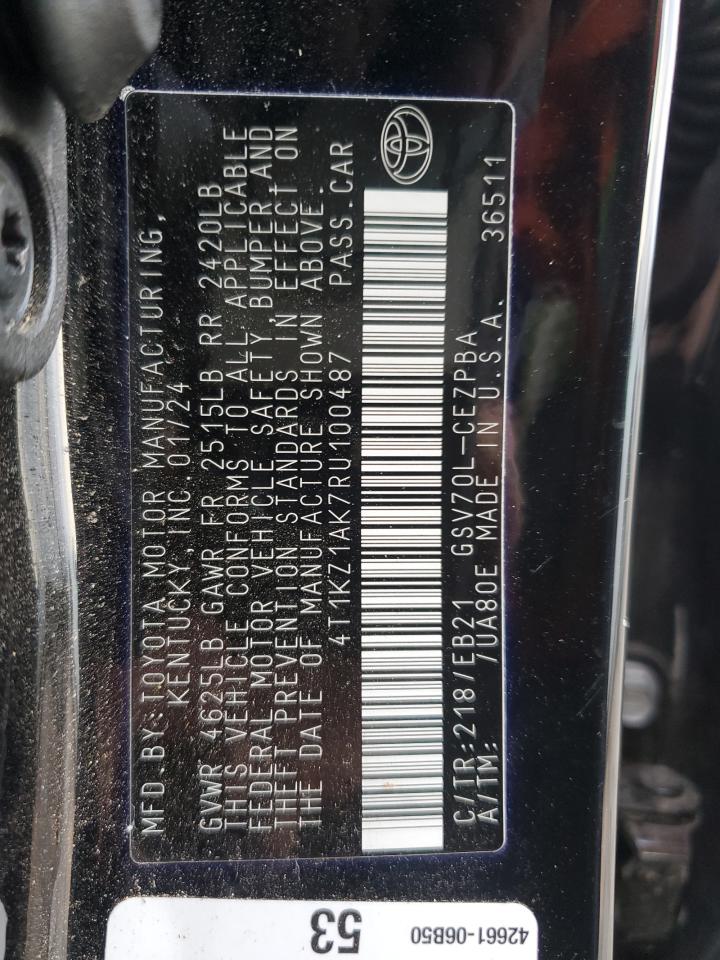 MFD. BY: TOYOTA MOTOR MANUFACTURING,
KENTUCKY, INC. 01/24
GVWR 4625LB GAWR FR 2515LB RR 2420LB
THIS VEHICLE CONFORMS TO ALL APPLICABLE
FEDERAL MOTOR VEHICLE SAFETY, BUMPER AND
THEFT PREVENTION STANDARDS IN EFFECT ON
THE DATE OF MANUFACTURE SHOWN ABOVE.
4T1KZ1AK7RU100487 PASS.CAR
C/TR:218/EB21 GSV70L-CEZPBA
A/TM: /UA80E MADE IN U.S.A. 36511
53
42661-06B50